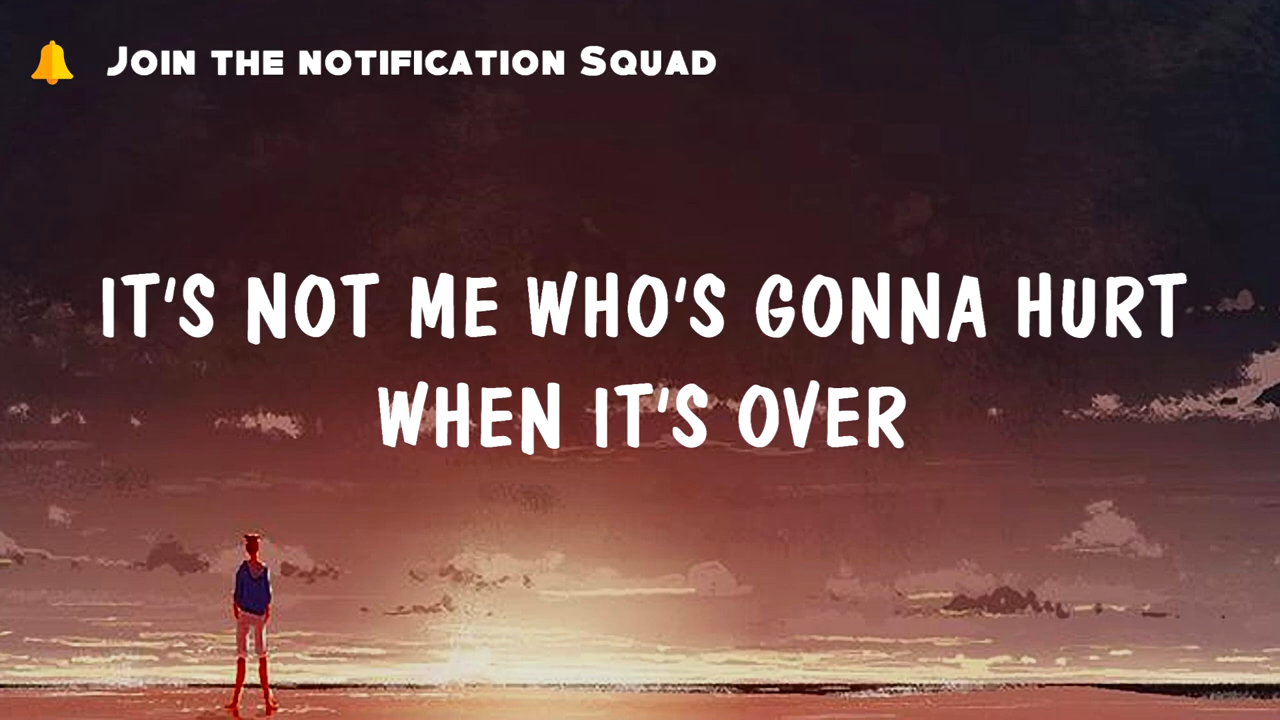 JOIN THE NOTIFICATION SQUAD
IT'S NOT ME WHO'S GONNA HURT
WHEN IT'S OVER